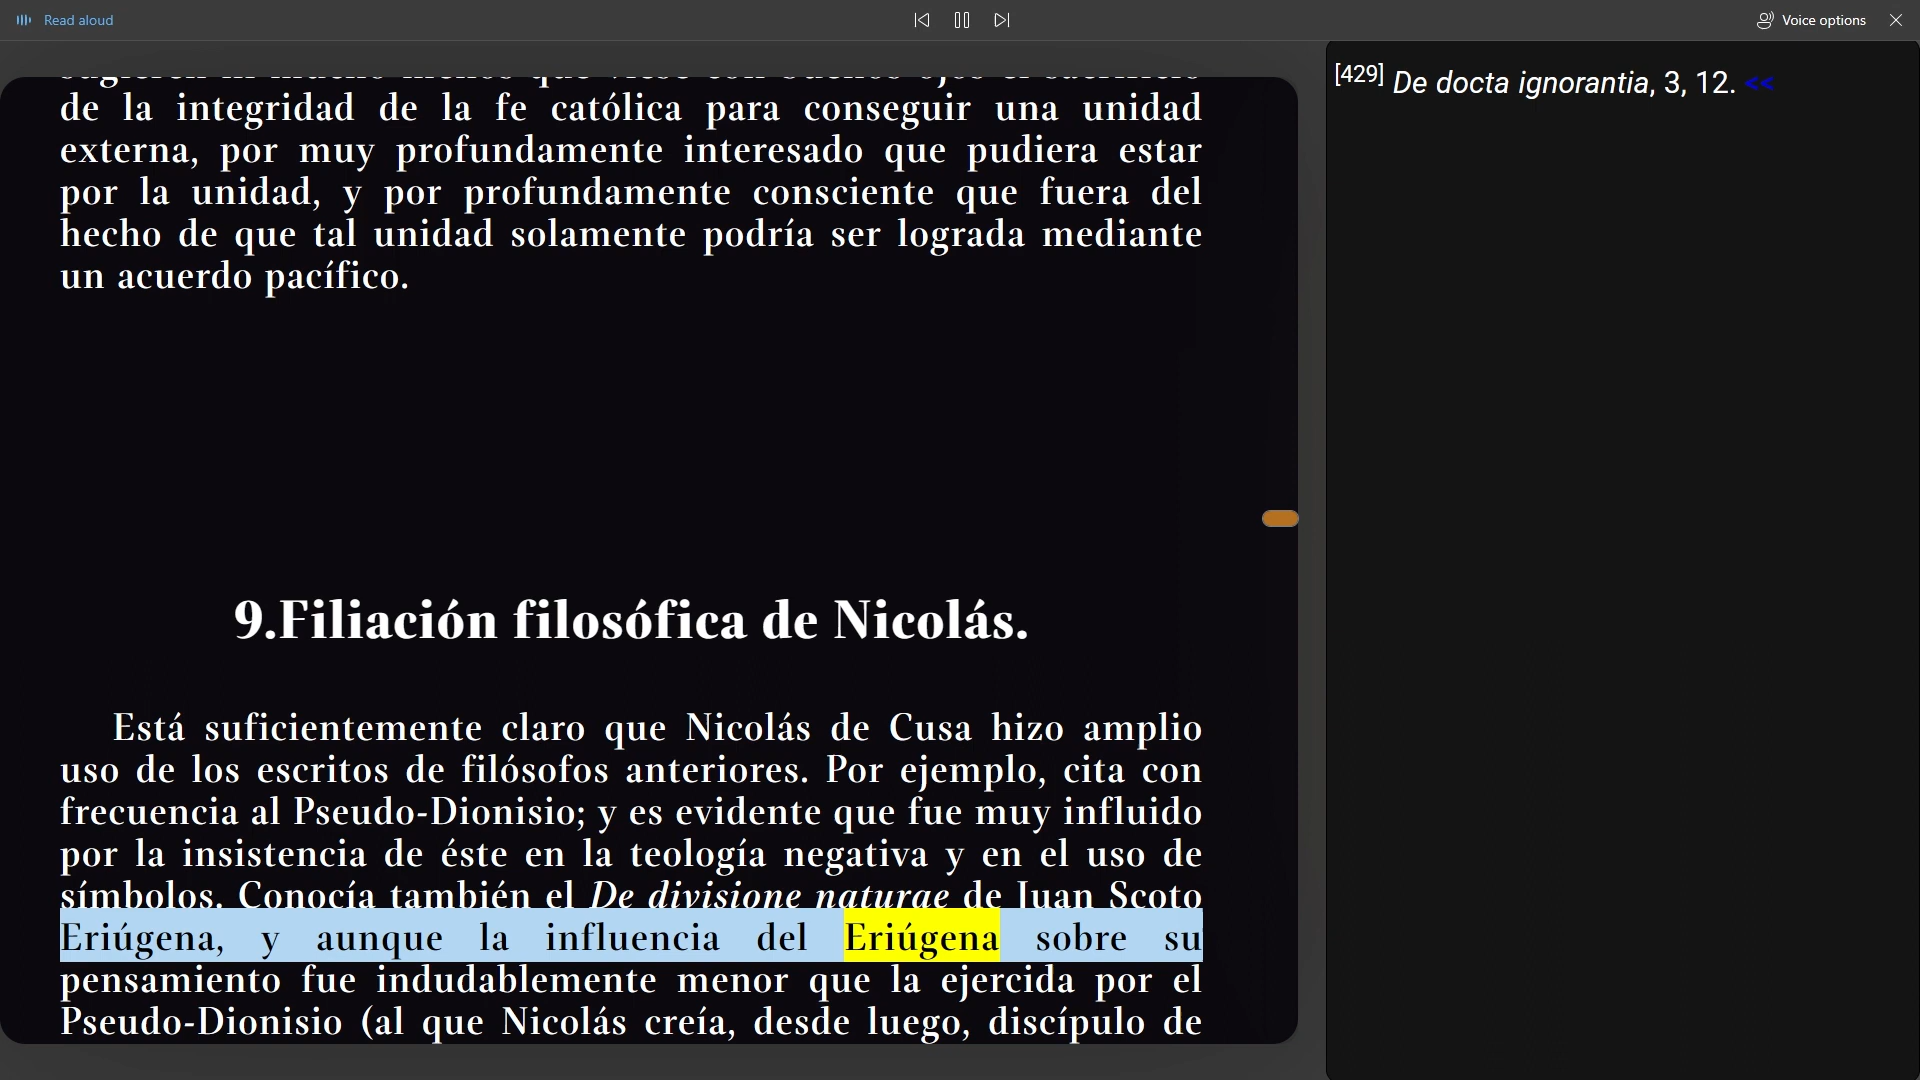 Read aloud
Voice options
de la integridad de la fe católica para conseguir una unidad
externa, por muy profundamente interesado que pudiera estar
por la unidad, y por profundamente consciente que fuera del
hecho de que tal unidad solamente podría ser lograda mediante
un acuerdo pacífico.
9.Filiación filosófica de Nicolás.
Está suficientemente claro que Nicolás de Cusa hizo amplio
uso de los escritos de filósofos anteriores. Por ejemplo, cita con
frecuencia al Pseudo-Dionisio; y es evidente que fue muy influido
por la insistencia de éste en la teología negativa y en el uso de
símbolos. Conocía también el De divisione naturae de Juan Scoto
Eriúgena, y aunque la influencia del Eriúgena sobre su
pensamiento fue indudablemente menor que la ejercida por el
Pseudo-Dionisio (al que Nicolás creía, desde luego, discípulo de
[429] De docta ignorantia, 3, 12. <<